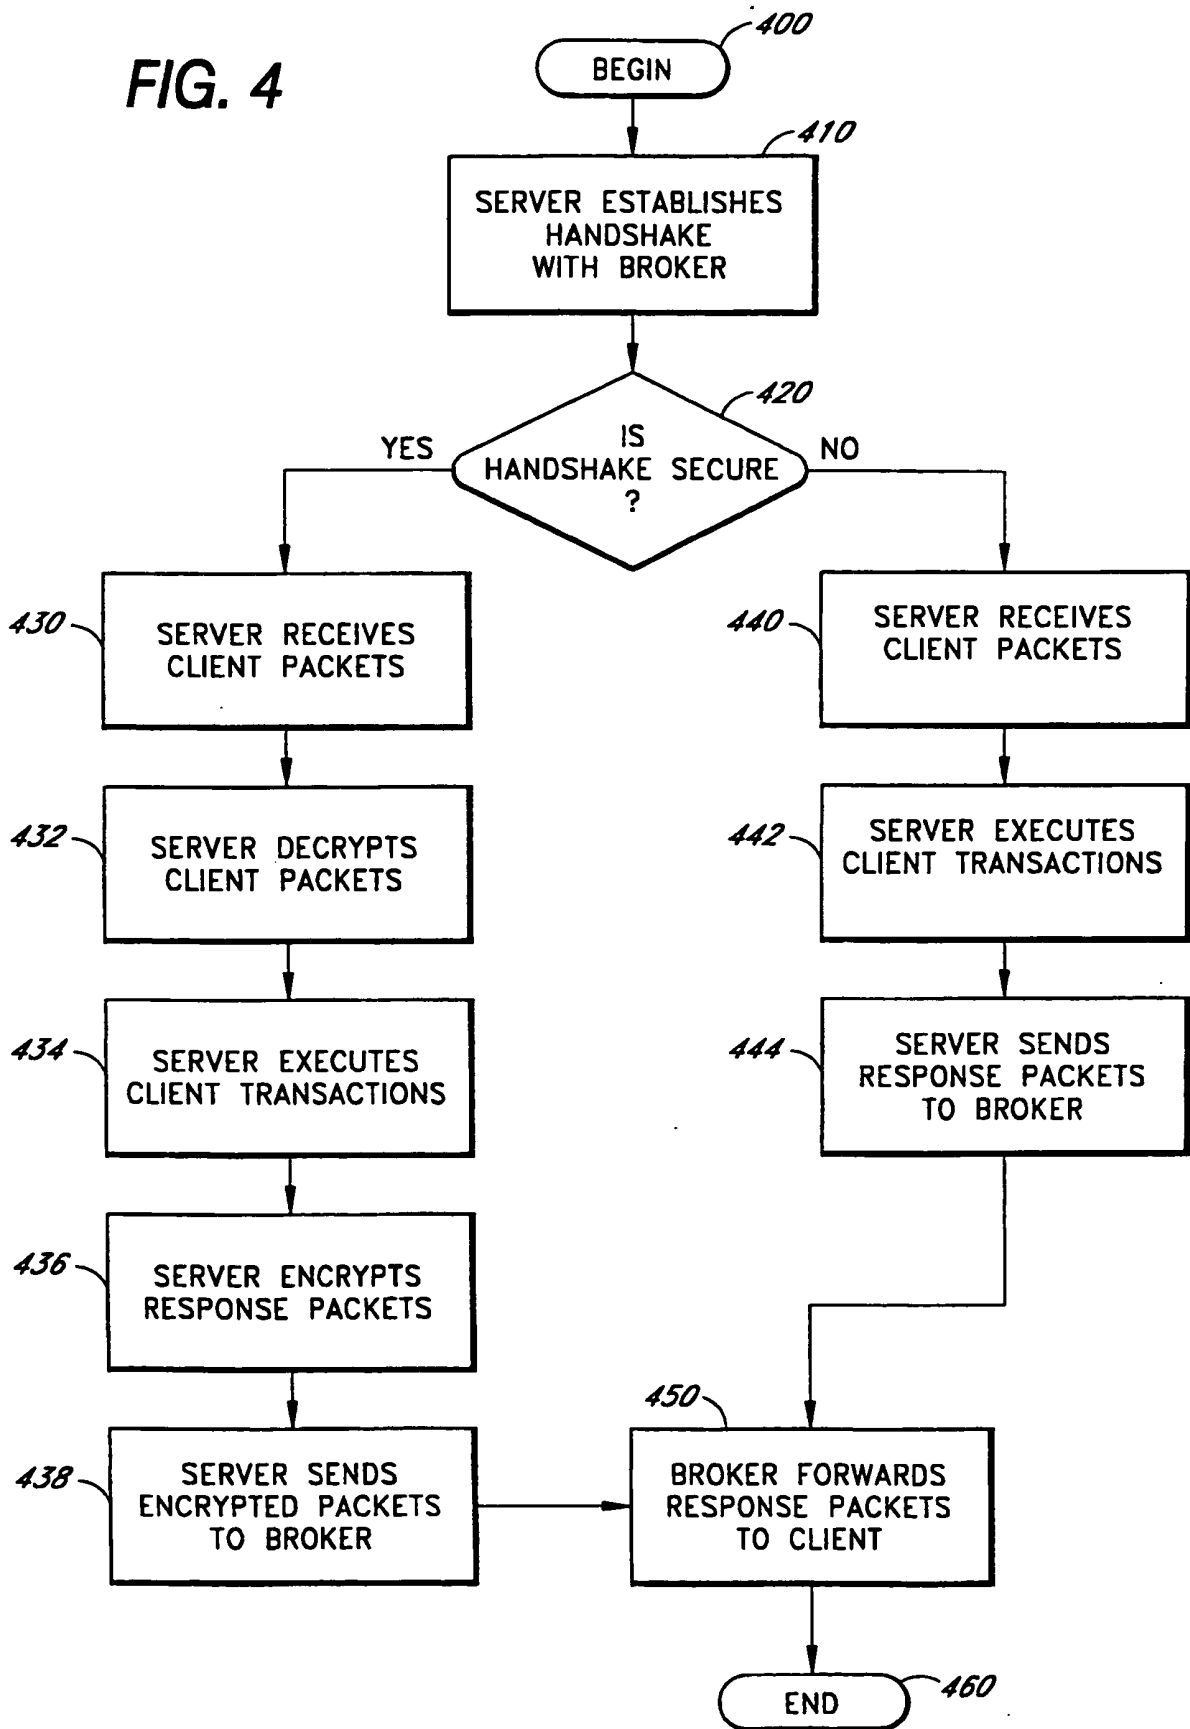 FIG. 4
400
BEGIN
410
SERVER ESTABLISHES
HANDSHAKE
WITH BROKER
420
IS
HANDSHAKE SECURE
?
YES
NO
430
SERVER RECEIVES
CLIENT PACKETS
440
SERVER RECEIVES
CLIENT PACKETS
432
SERVER DECRYPTS
CLIENT PACKETS
442
SERVER EXECUTES
CLIENT TRANSACTIONS
434
SERVER EXECUTES
CLIENT TRANSACTIONS
444
SERVER SENDS
RESPONSE PACKETS
TO BROKER
436
SERVER ENCRYPTS
RESPONSE PACKETS
438
SERVER SENDS
ENCRYPTED PACKETS
TO BROKER
450
BROKER FORWARDS
RESPONSE PACKETS
TO CLIENT
END
460